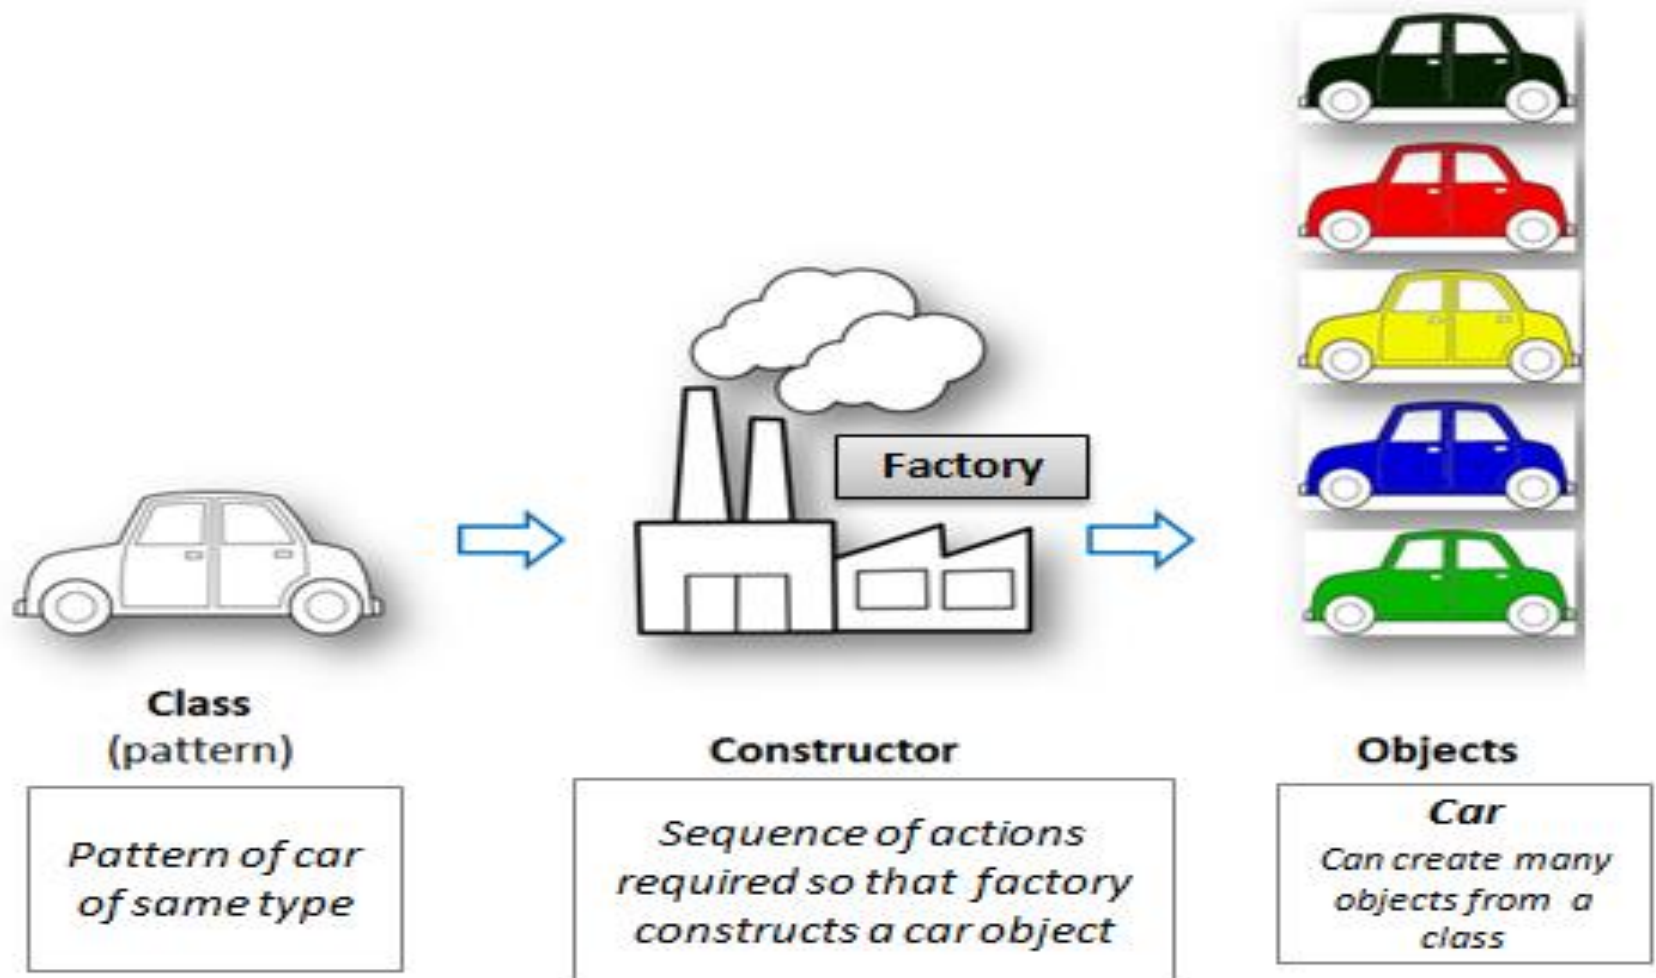 Factory
Class
(pattern)
Pattern of car
of same type
Constructor
Sequence of actions
required so that factory
constructs a car object
Objects
Car
Can create many
objects from a
class